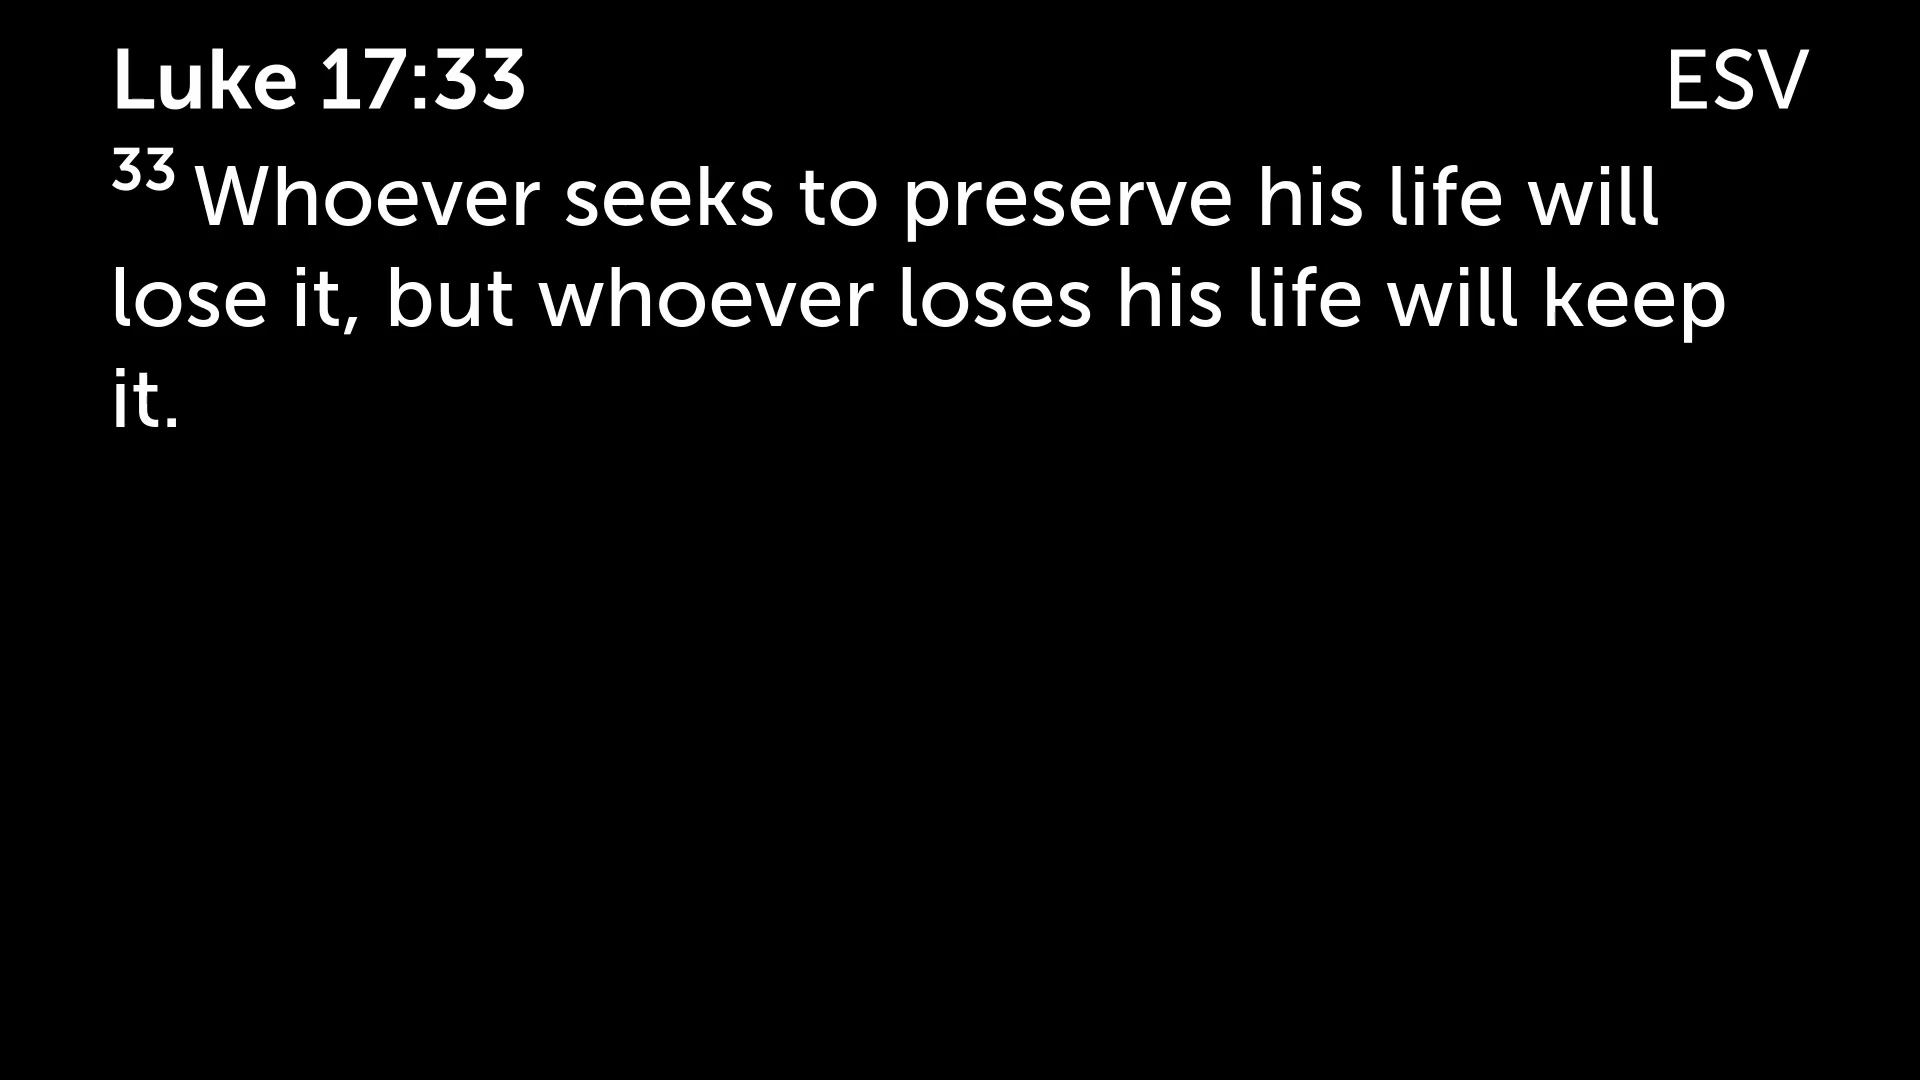 Luke 17:33 ESV
33 Whoever seeks to preserve his life will
lose it, but whoever loses his life will keep
it.